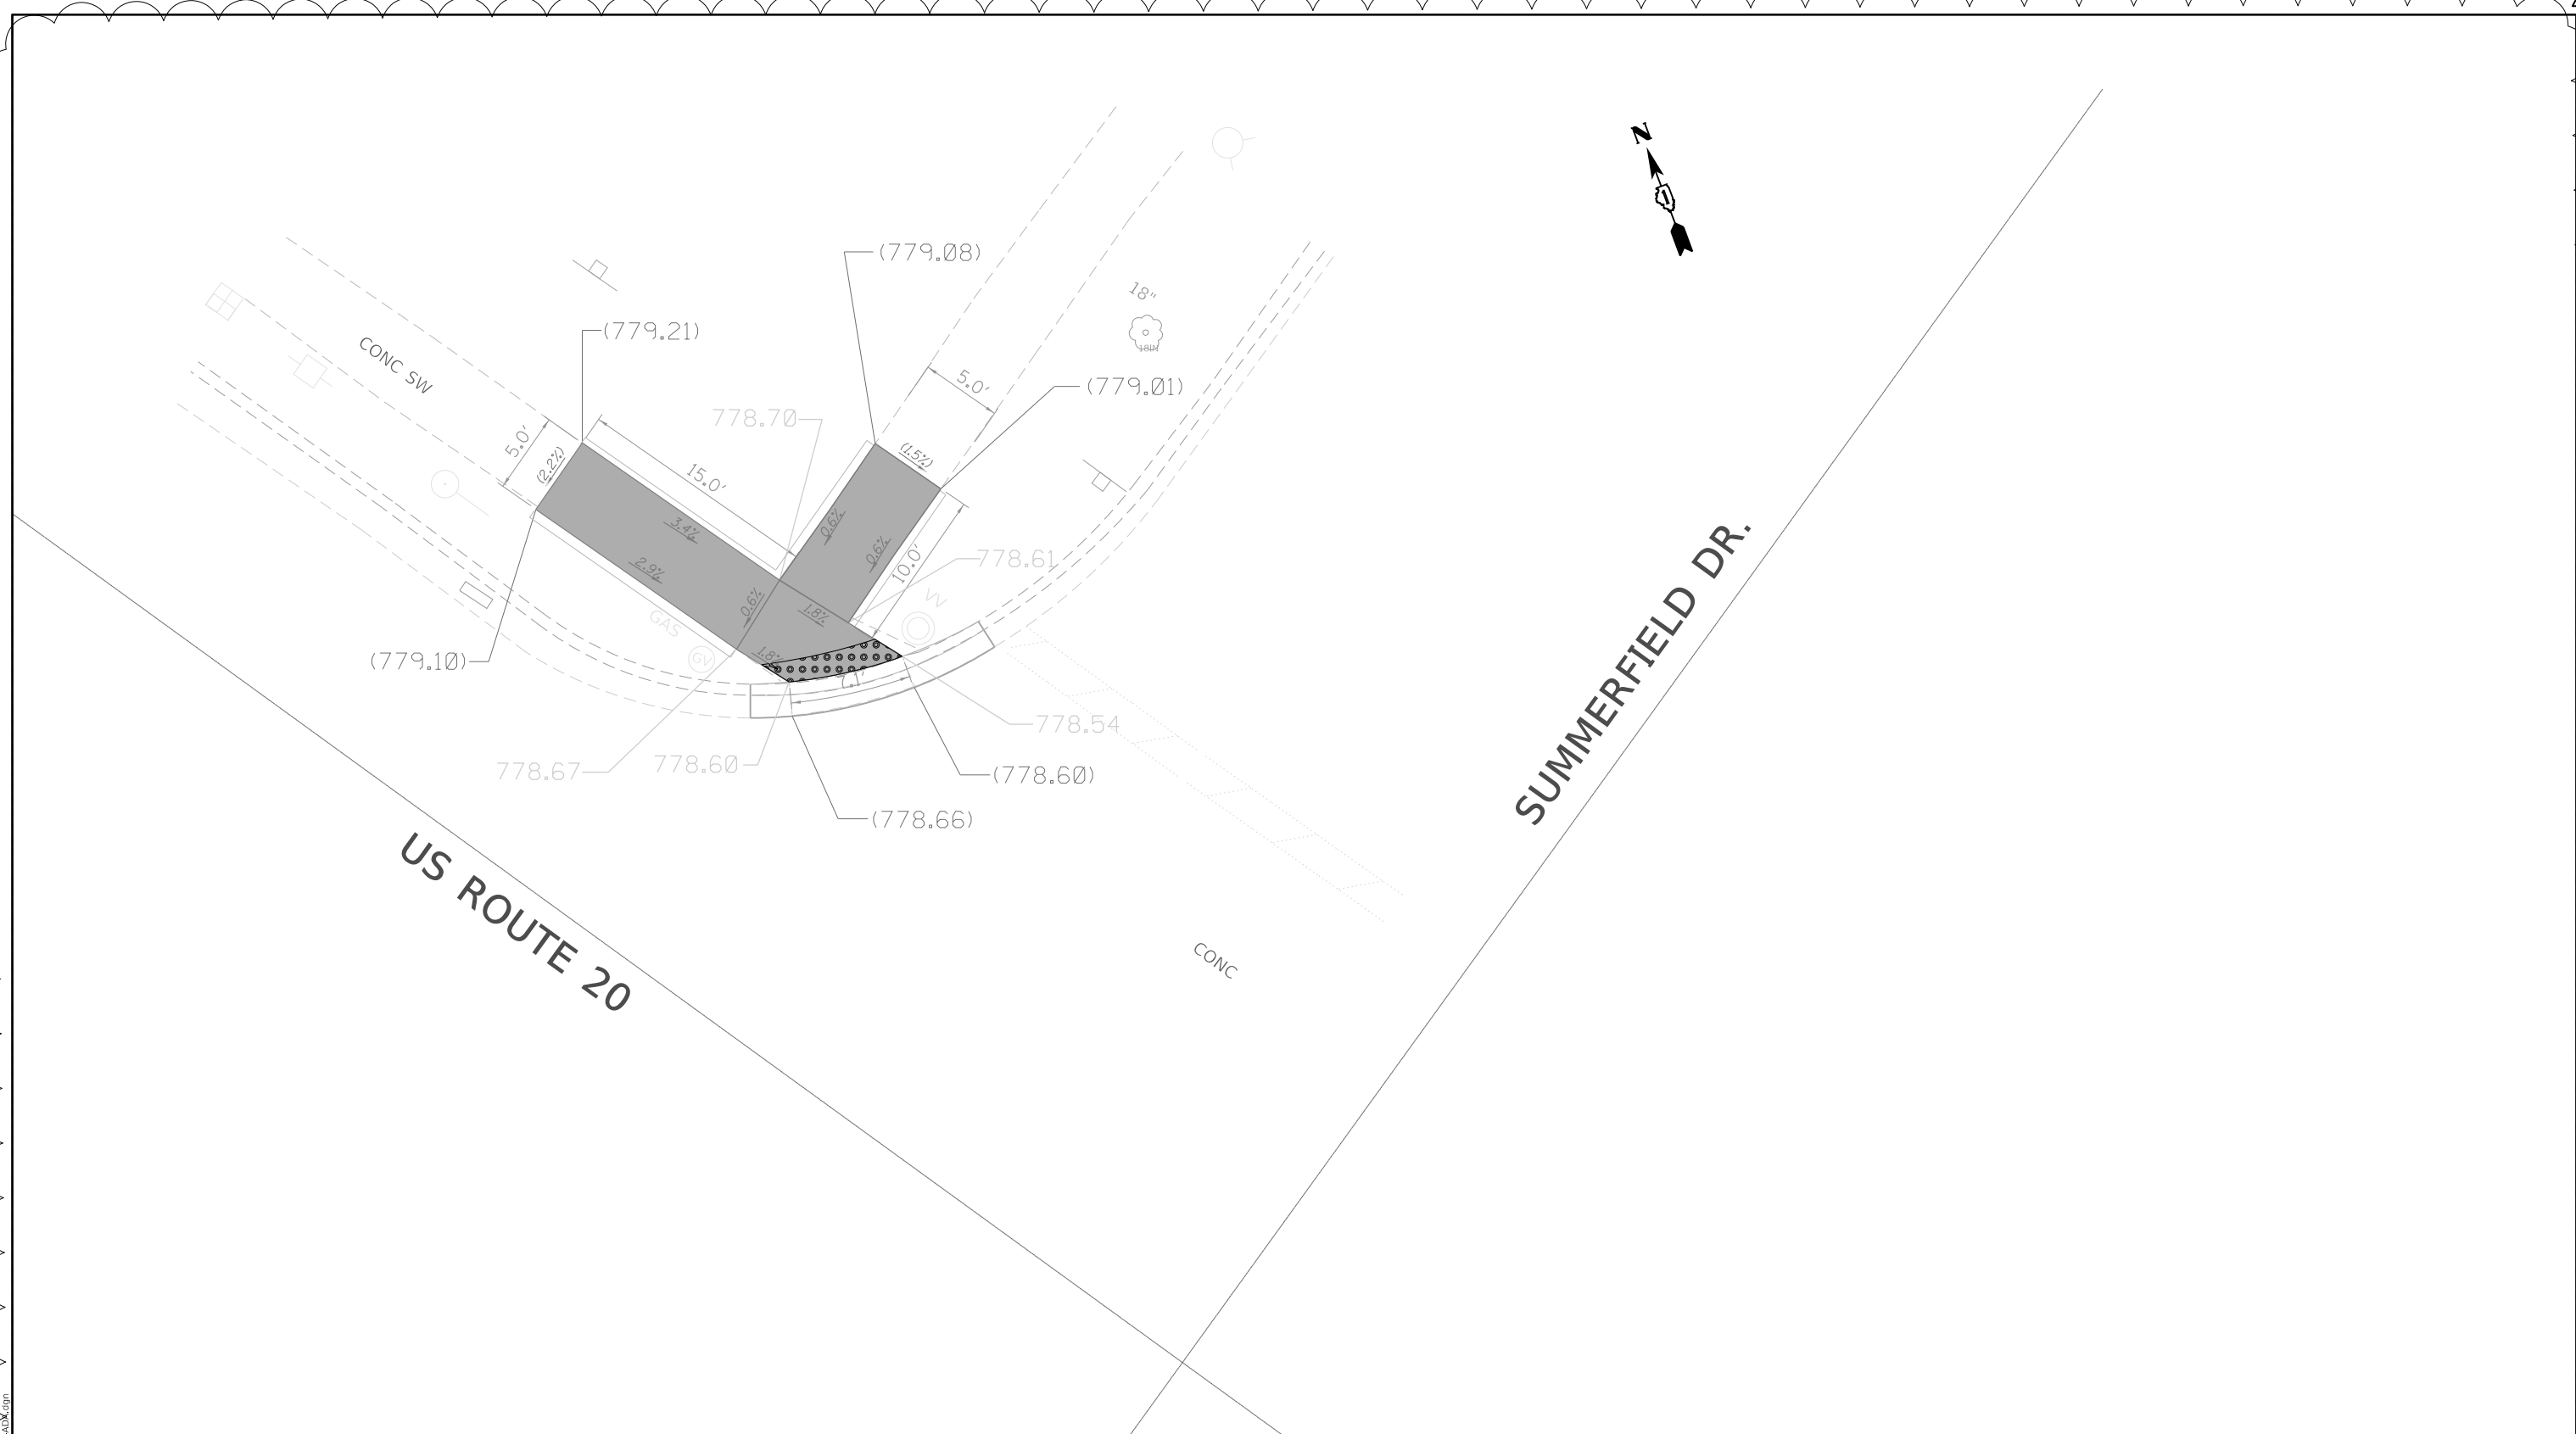 N
(779.08)
18"
18IN
(779.21)
CONC SW
5.0'
(779.01)
778.70
5.0'
(2.2%)
(1.5%)
15.0'
3.4%
0.6%
0.6%
10.0'
778.61
2.9%
0.6%
1.8%
VV
GAS
GV
1.8%
(779.10)
778.54
778.67
778.60
(778.60)
(778.66)
SUMMERFIELD DR.
US ROUTE 20
CONC